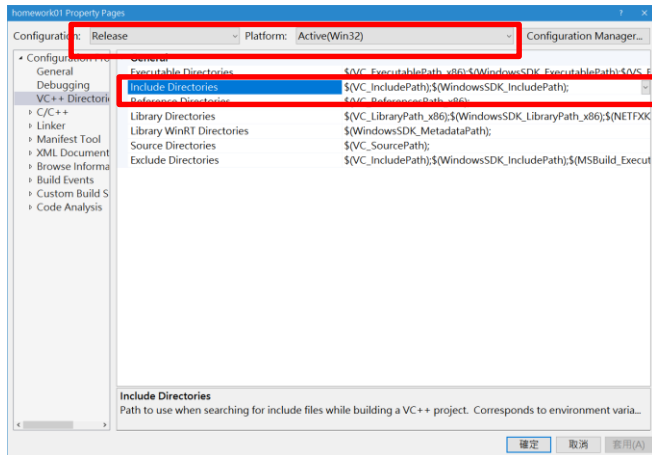 homework01 Property Pages
? ×
Configuration: Release Platform: Active(Win32) Configuration Manager...
General
Debugging
VC++ Directori
C/C++
Linker
Manifest Tool
XML Document
Browse Informa
Build Events
Custom Build S
Code Analysis
General
Executable Directories $(VC_ExecutablePath_x86);$(WindowsSDK_ExecutablePath);$(VS_E
Include Directories $(VC_IncludePath);$(WindowsSDK_IncludePath);
Reference Directories $(VC_ReferencesPath_x86);
Library Directories $(VC_LibraryPath_x86);$(WindowsSDK_LibraryPath_x86);$(NETFXK
Library WinRT Directories $(WindowsSDK_MetadataPath);
Source Directories $(VC_SourcePath);
Exclude Directories $(VC_IncludePath);$(WindowsSDK_IncludePath);$(MSBuild_Execut
Include Directories
Path to use when searching for include files while building a VC++ project. Corresponds to environment varia...
確定 取消 套用(A)